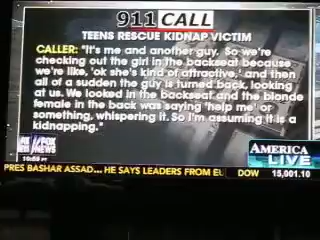 911 CALL
TEENS RESCUE KIDNAP VICTIM
CALLER: "It's me and another guy. So we're
checking out the girl in the backseat because
we're like, 'ok she's kind of attractive,' and then
all of a sudden the guy is turned back, looking
at us. We looked in the backseat and the blonde
female in the back was saying 'help me' or
something, whispering it. So I'm assuming it is a
kidnapping."
FOX
NEWS
10:59 PT
AMERICA
LIVE
PRES BASHAR ASSAD... HE SAYS LEADERS FROM EU
DOW 15,001.10